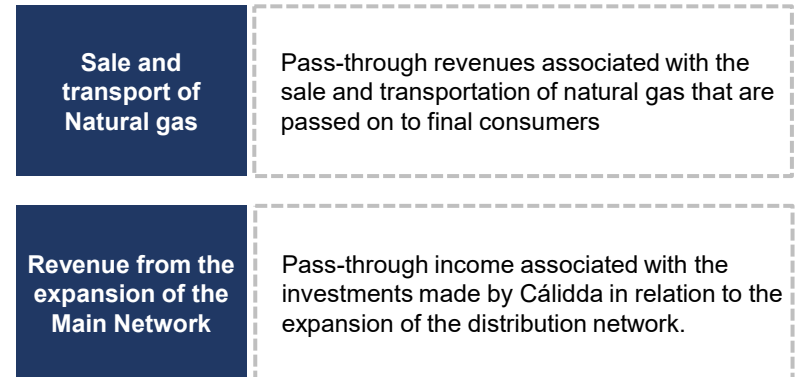 Sale and
transport of
Natural gas
Pass-through revenues associated with the
sale and transportation of natural gas that are
passed on to final consumers
Revenue from the
expansion of the
Main Network
Pass-through income associated with the
investments made by Cálidda in relation to the
expansion of the distribution network.